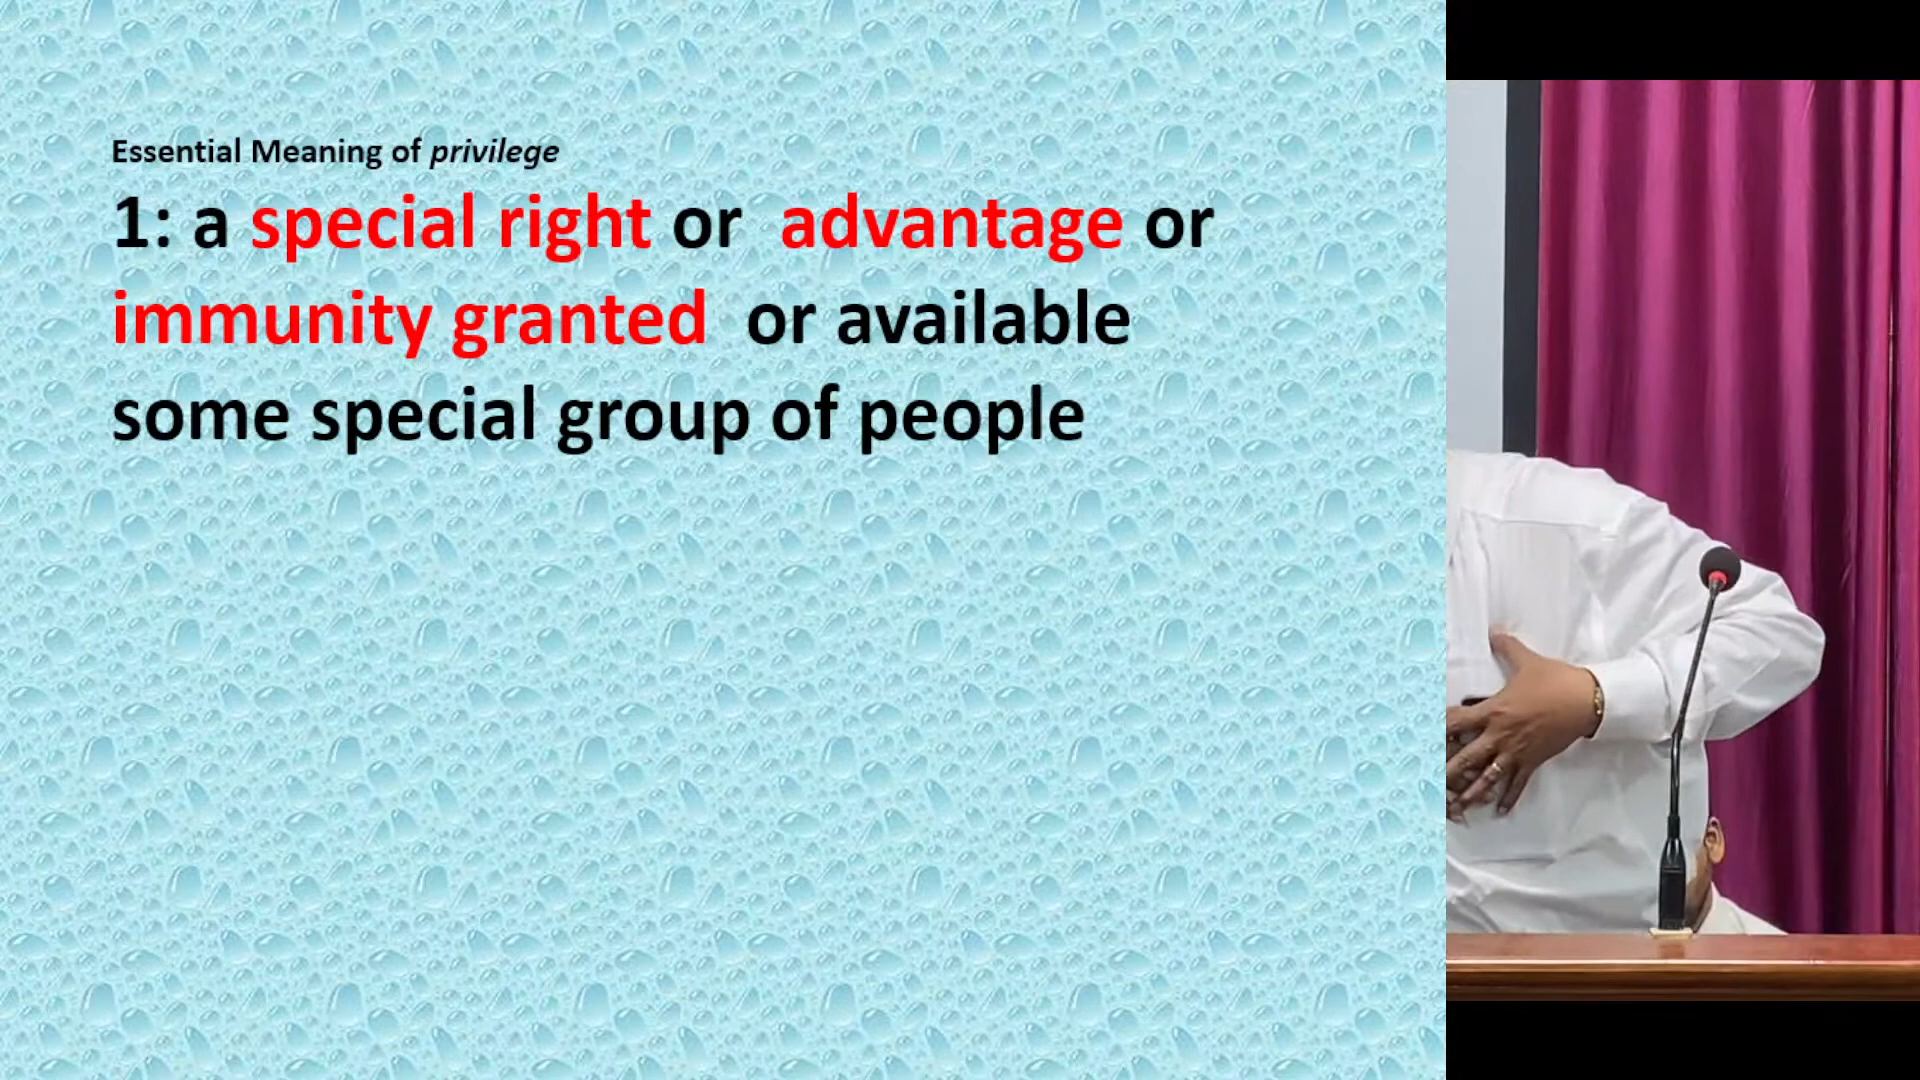 Essential Meaning of privilege
1: a special right or advantage or
immunity granted or available
some special group of people